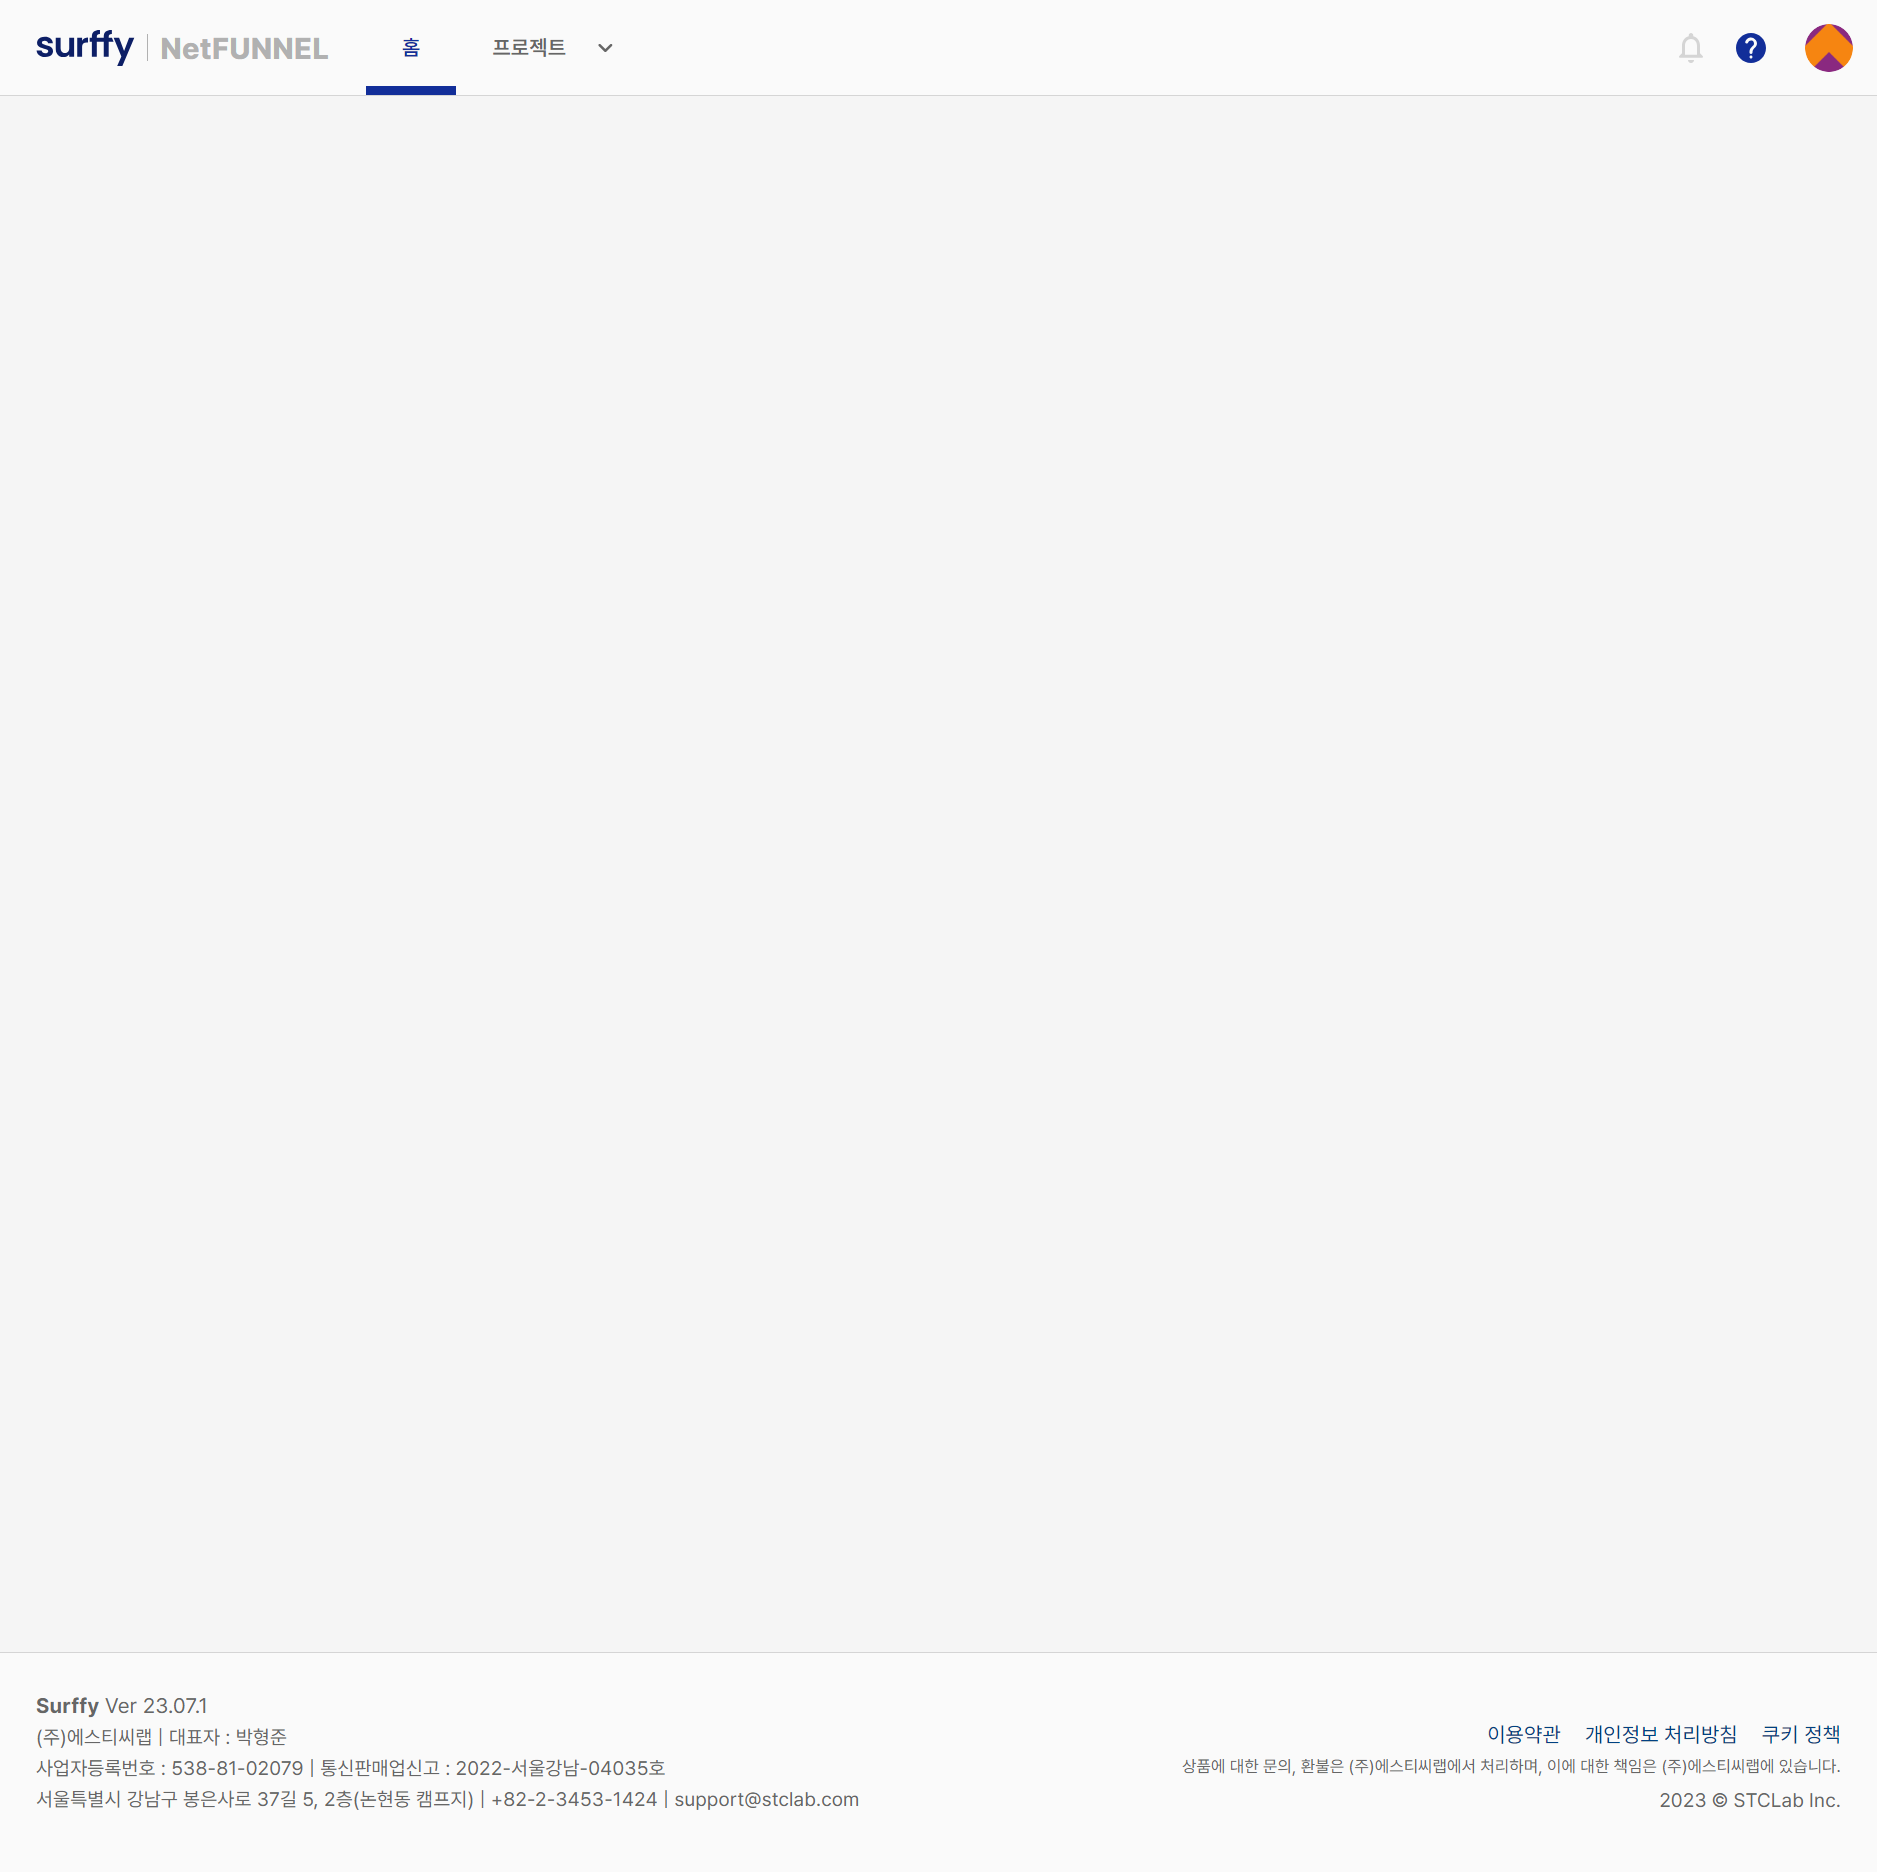 surffy | NetFUNNEL 홈 프로젝트
Surffy Ver 23.07.1
(주)에스티씨랩 | 대표자 : 박형준
사업자등록번호 : 538-81-02079 | 통신판매업신고 : 2022-서울강남-04035호
서울특별시 강남구 봉은사로 37길 5, 2층(논현동 캠프지) | +82-2-3453-1424 | support@stclab.com
이용약관 개인정보 처리방침 쿠키 정책
상품에 대한 문의, 환불은 (주)에스티씨랩에서 처리하며, 이에 대한 책임은 (주)에스티씨랩에 있습니다.
2023 © STCLab Inc.